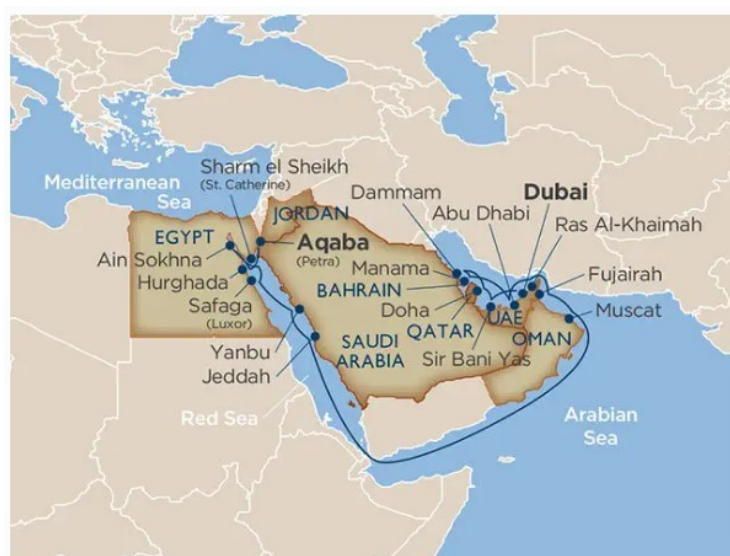 Mediterranean
Sea
Sharm el Sheikh
(St. Catherine)
JORDAN
EGYPT
Aqaba
(Petra)
Ain Sokhna
Hurghada
Safaga
(Luxor)
Yanbu
Jeddah
Red Sea
SAUDI
ARABIA
Dammam
Manama
BAHRAIN
Doha
QATAR
Sir Bani Yas
Abu Dhabi
Dubai
Ras Al-Khaimah
Fujairah
UAE
OMAN
Muscat
Arabian
Sea